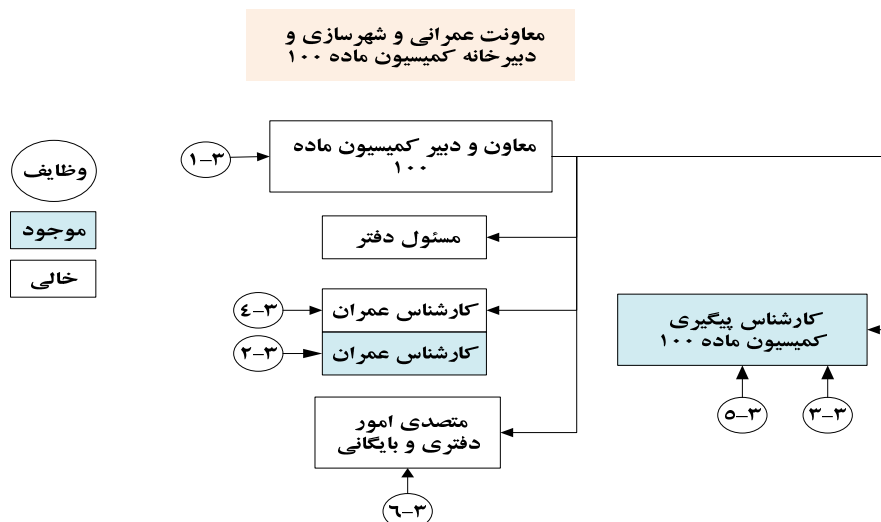 معاونت عمرانی و شهرسازی و
دبیرخانه کمیسیون ماده ۱۰۰
معاون و دبیر کمیسیون ماده
۱۰۰
۱-۳
وظایف
موجود
خالی
مسئول دفتر
کارشناس عمران
۴-۳
کارشناس عمران
۲-۳
کارشناس پیگیری
کمیسیون ماده ۱۰۰
۳-۳
۵-۳
متصدی امور
دفتری و بایگانی
۶-۳